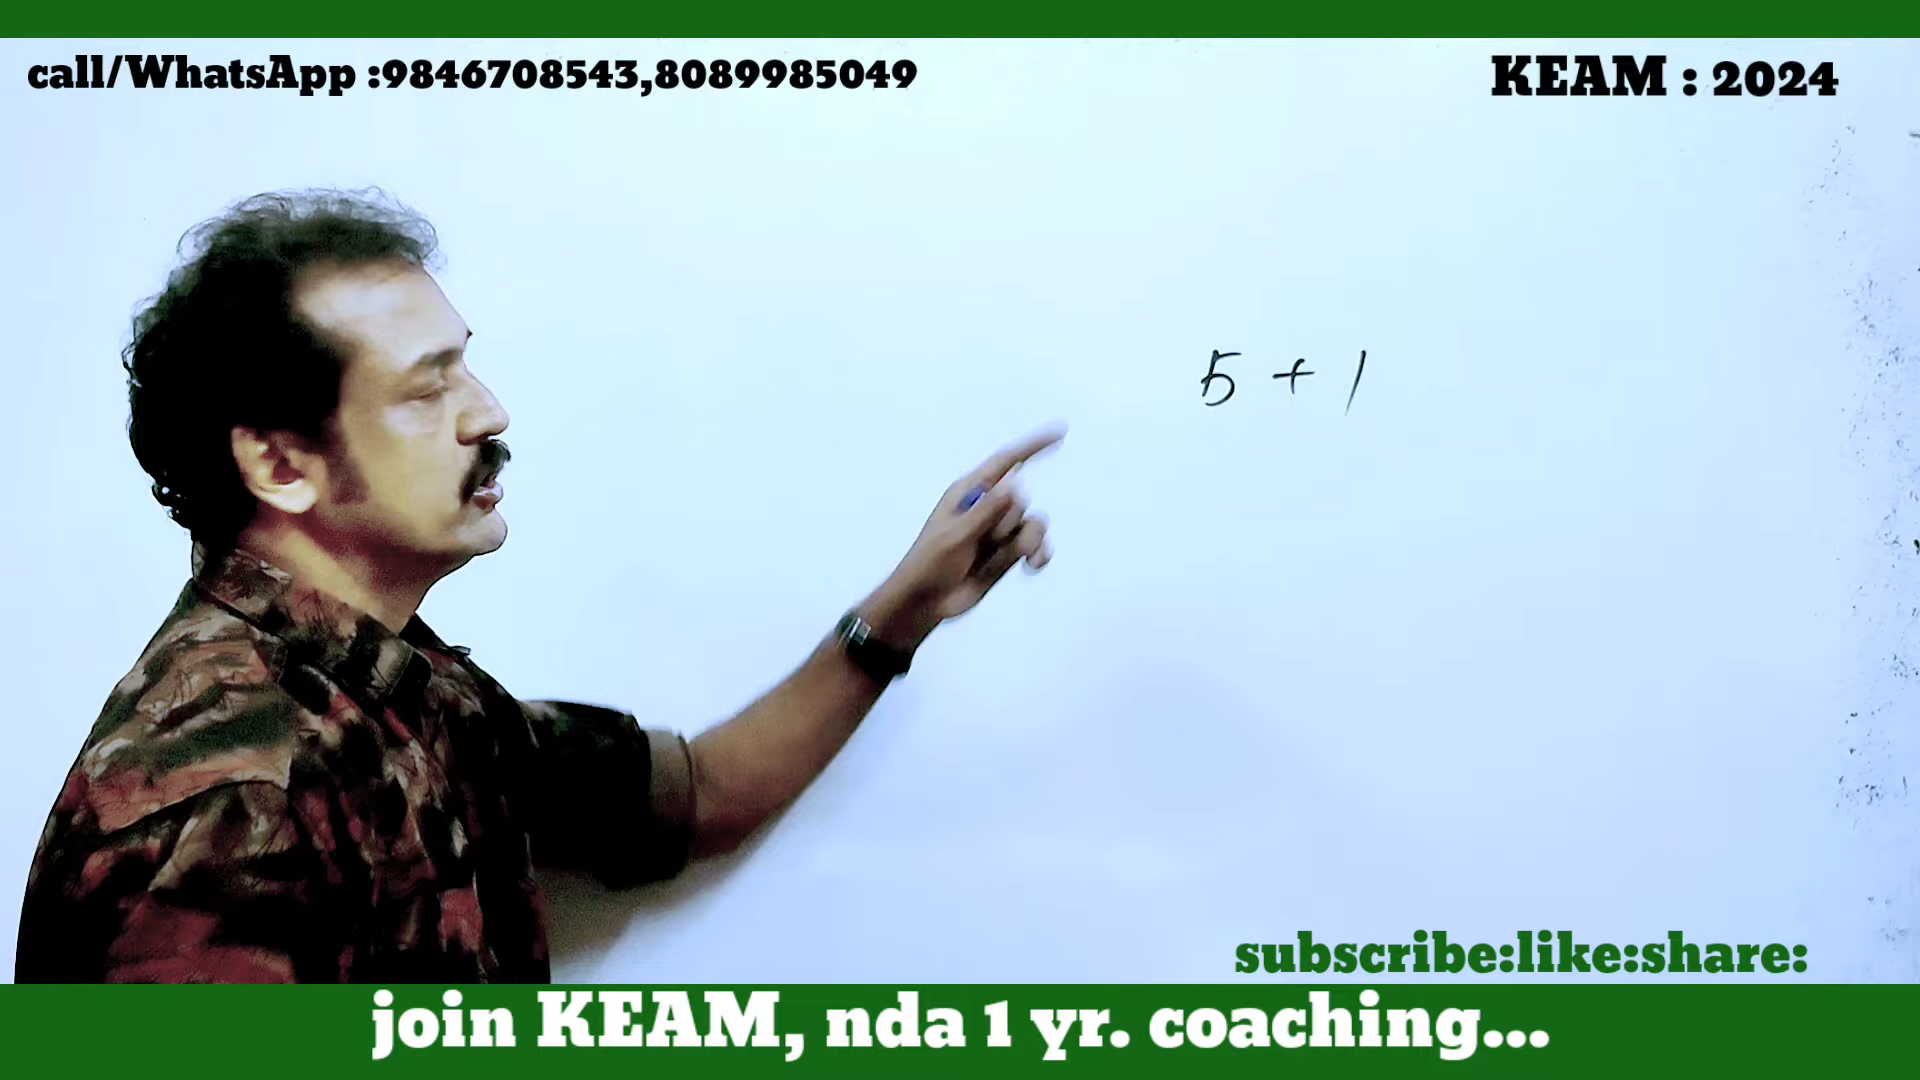 call/WhatsApp :9846708543,8089985049
KEAM : 2024
5 + 1
subscribe:like:share:
join KEAM, nda 1 yr. coaching...